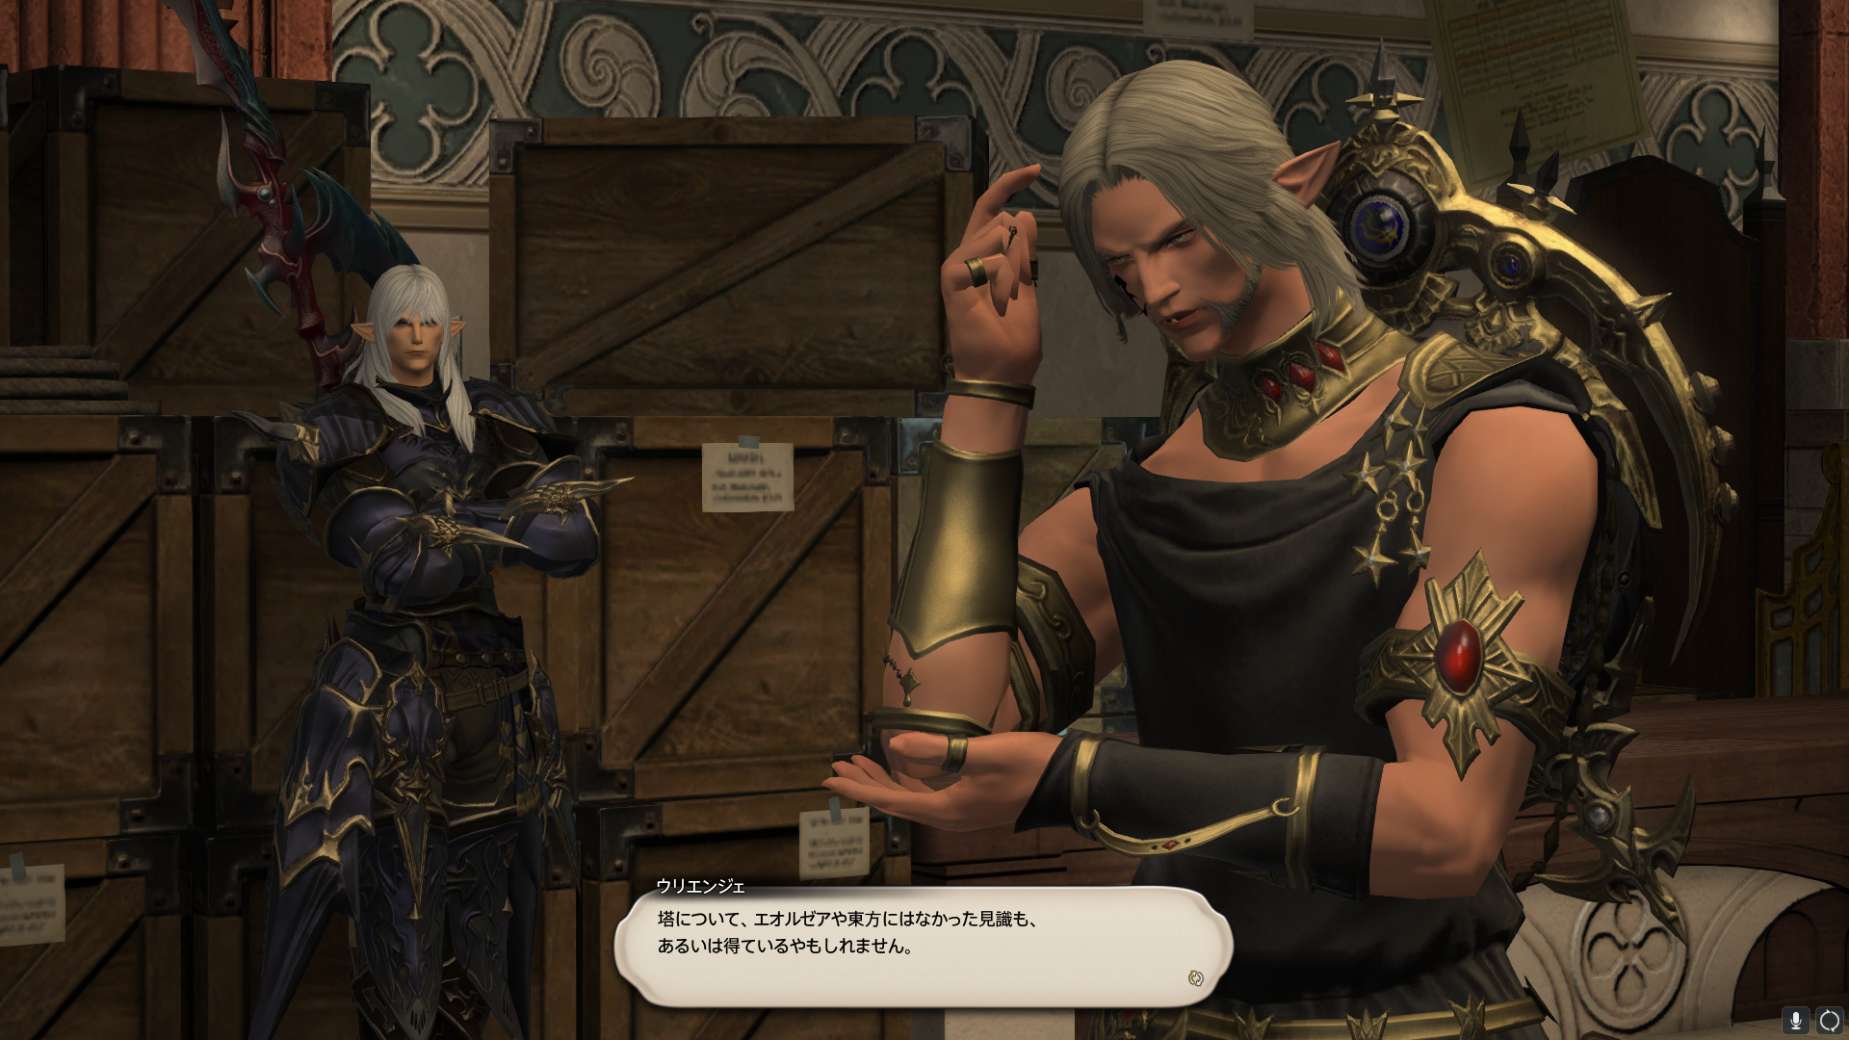 ウリエンジェ
塔について、エオルゼアや東方にはなかった見識も、
あるいは得ているやもしれません。